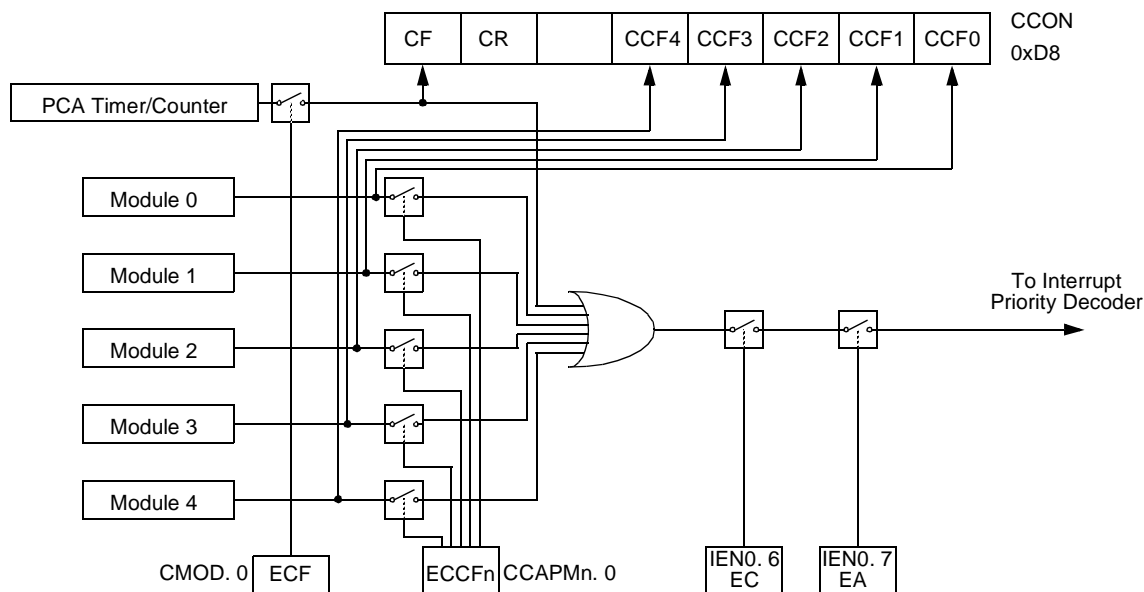 CF CR CCF4 CCF3 CCF2 CCF1 CCF0 CCON
0xD8
PCA Timer/Counter
Module 0
Module 1
Module 2
Module 3
Module 4
To Interrupt
Priority Decoder
CMOD. 0 ECF
ECCFn CCAPMn. 0
IEN0. 6
EC
IEN0. 7
EA